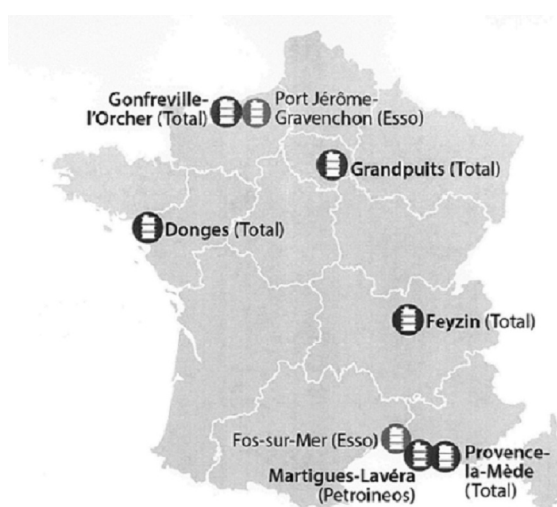 Gonfreville-
l'Orcher (Total)
Port Jérôme-
Gravenchon (Esso)
Grandpuits (Total)
Donges (Total)
Feyzin (Total)
Fos-sur-Mer (Esso)
Martigues-Lavéra
(Petroineos)
Provence-
la-Mède
(Total)